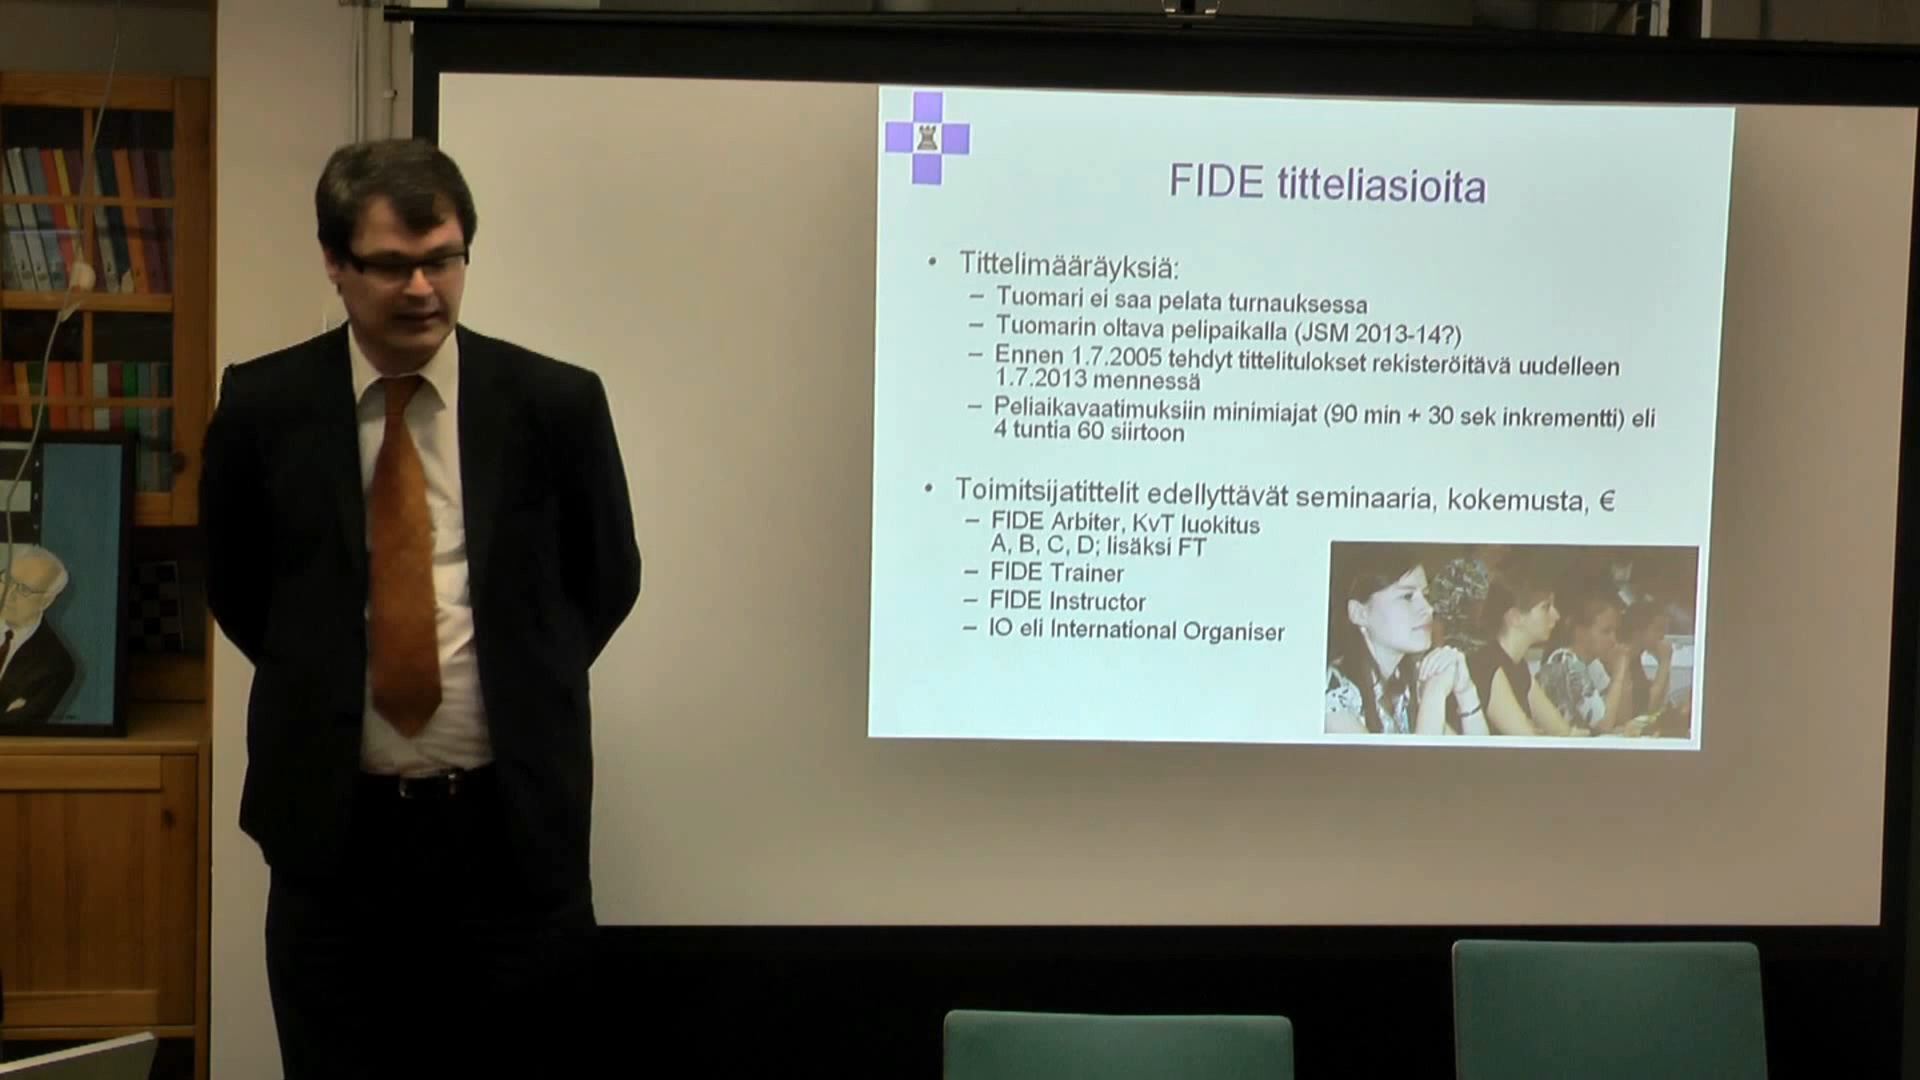 FIDE titteliasioita
• Tittelimääräyksiä:
– Tuomari ei saa pelata turnauksessa
– Tuomarin oltava pelipaikalla (JSM 2013-14?)
– Ennen 1.7.2005 tehdyt tittelitulokset rekisteröitävä uudelleen
1.7.2013 mennessä
– Peliaikavaatimuksiin minimiajat (90 min + 30 sek inkrementti) eli
4 tuntia 60 siirtoon
• Toimitsijatittelit edellyttävät seminaaria, kokemusta, €
– FIDE Arbiter, KvT luokitus
A, B, C, D; lisäksi FT
– FIDE Trainer
– FIDE Instructor
– IO eli International Organiser